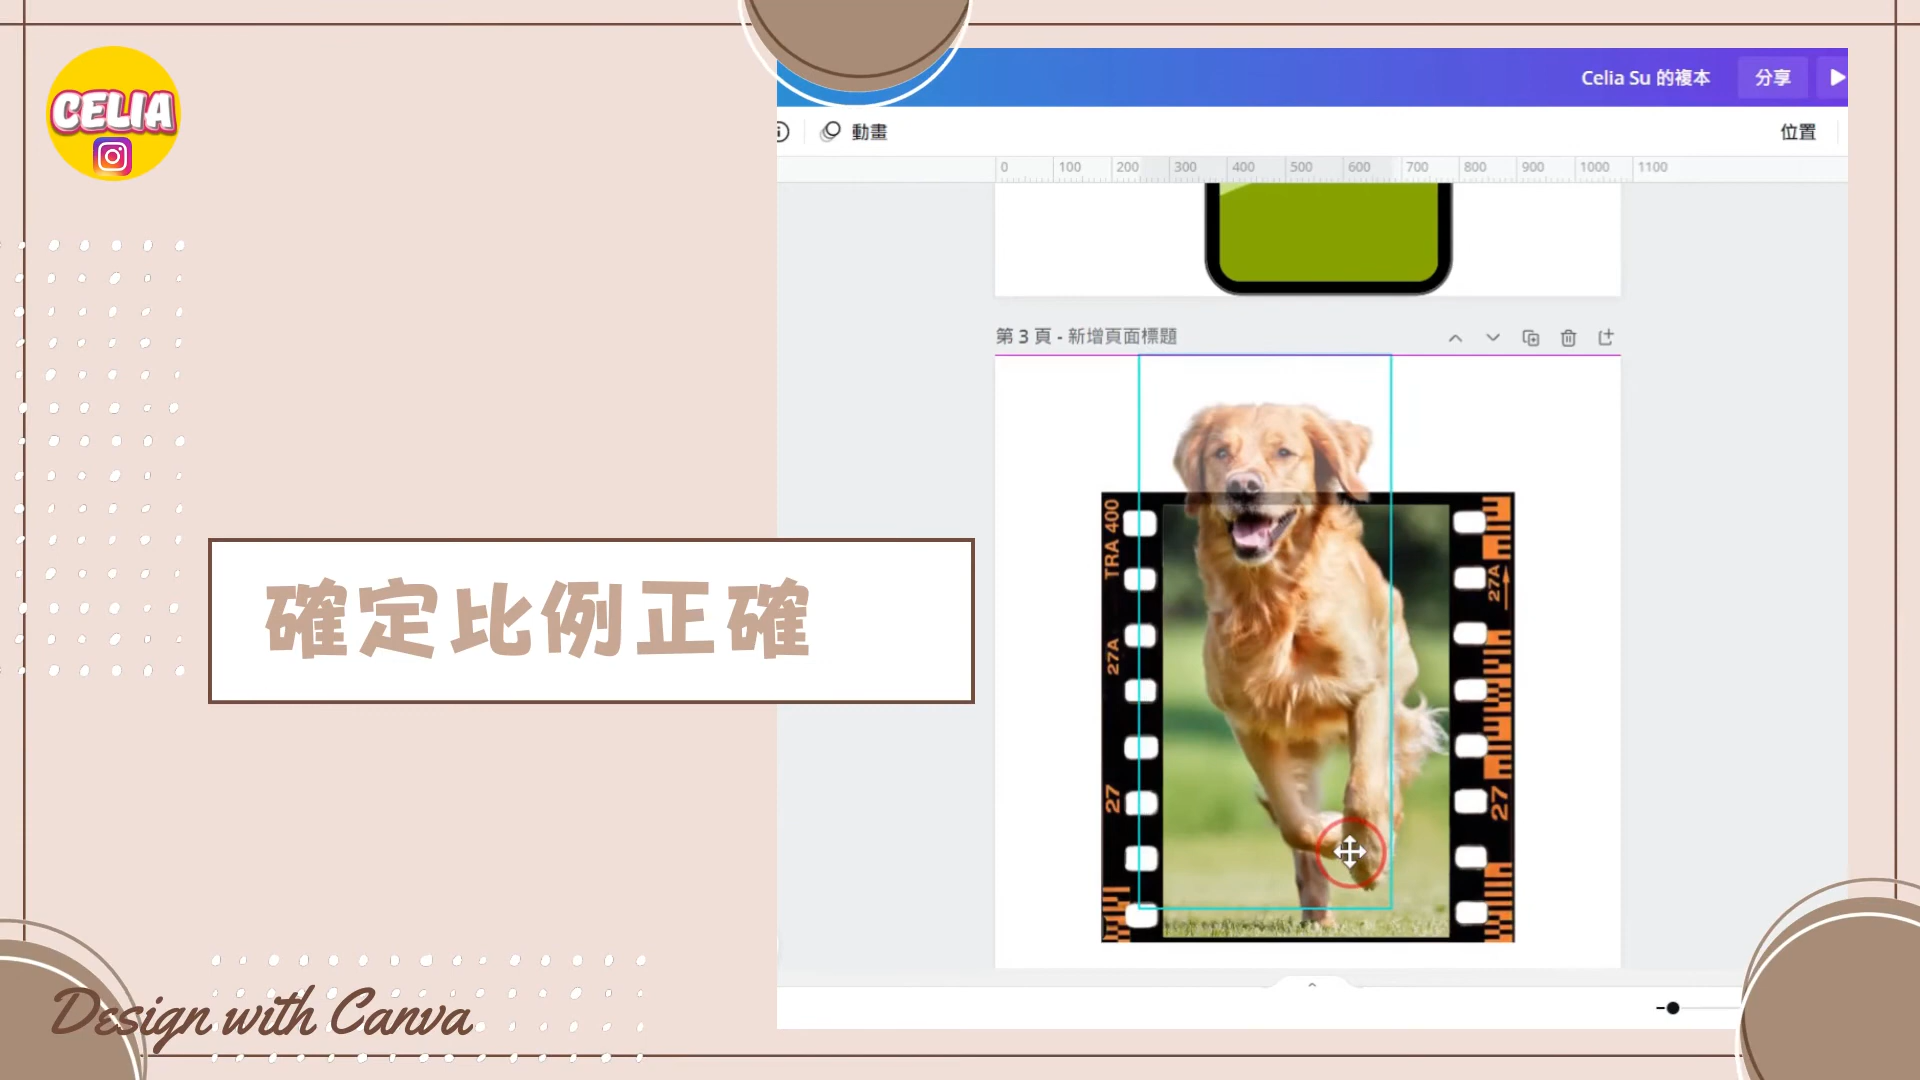 CELIA
Celia Su 的複本
分享
動畫
位置
0 100 200 300 400 500 600 700 800 900 1000 1100
第 3 頁 - 新增頁面標題
TRA 400
27A
27
27A
27
確定比例正確
Design with Canva